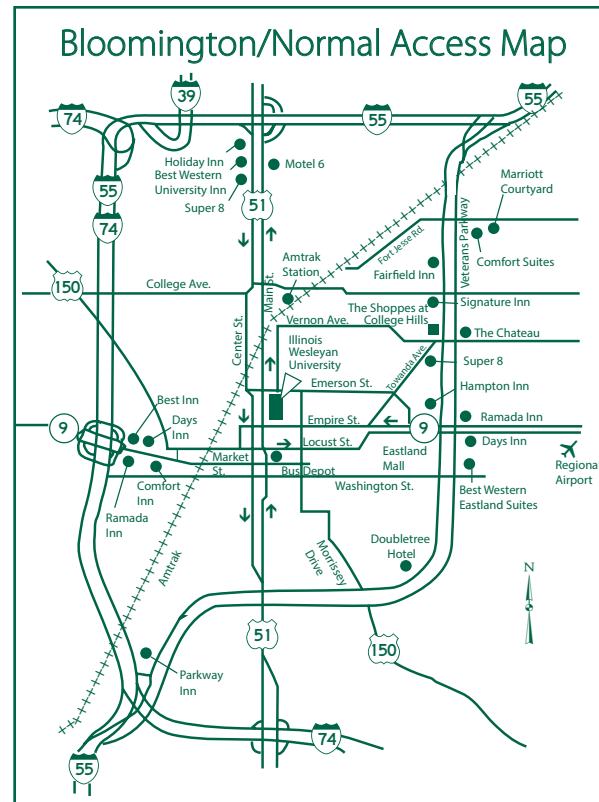 Bloomington/Normal Access Map
39
55
74
55
Holiday Inn
Best Western
University Inn
Super 8
Motel 6
55
51
Marriott
Courtyard
74
Fort Jesse Rd.
Veterans Parkway
Comfort Suites
Amtrak
Station
Fairfield Inn
150
College Ave.
Main St.
Center St.
Signature Inn
The Shoppes at
College Hills
Vernon Ave.
The Chateau
Illinois
Wesleyan
University
Towanda Ave.
Super 8
Emerson St.
Hampton Inn
Best Inn
Days
Inn
Empire St.
Ramada Inn
9
9
Locust St.
Eastland
Mall
Days Inn
Market
St.
Bus Depot
Regional
Airport
Comfort
Inn
Washington St.
Best Western
Eastland Suites
Ramada
Inn
Amtrak
Morrissey
Drive
Doubletree
Hotel
N
51
150
Parkway
Inn
74
55